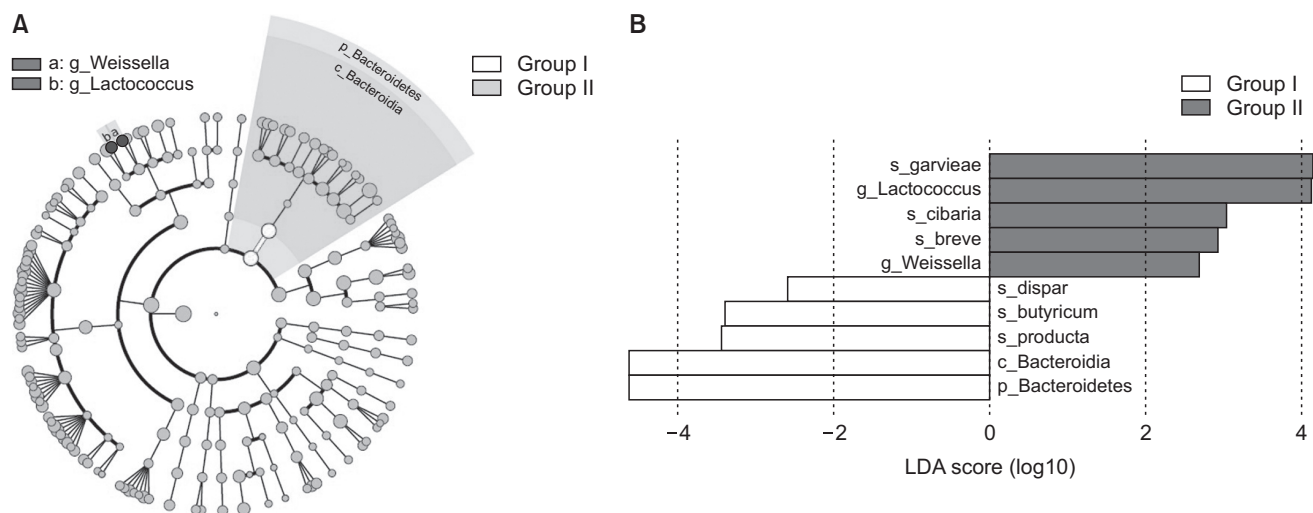 A
a: g_Weissella
b: g_Lactococcus
b a
p_Bacteroidetes
c_Bacteroidia
Group I
Group II
B
Group I
Group II
s_garvieae
g_Lactococcus
s_cibaria
s_breve
g_Weissella
s_dispar
s_butyricum
s_producta
c_Bacteroidia
p_Bacteroidetes
−4 −2 0 2 4
LDA score (log10)